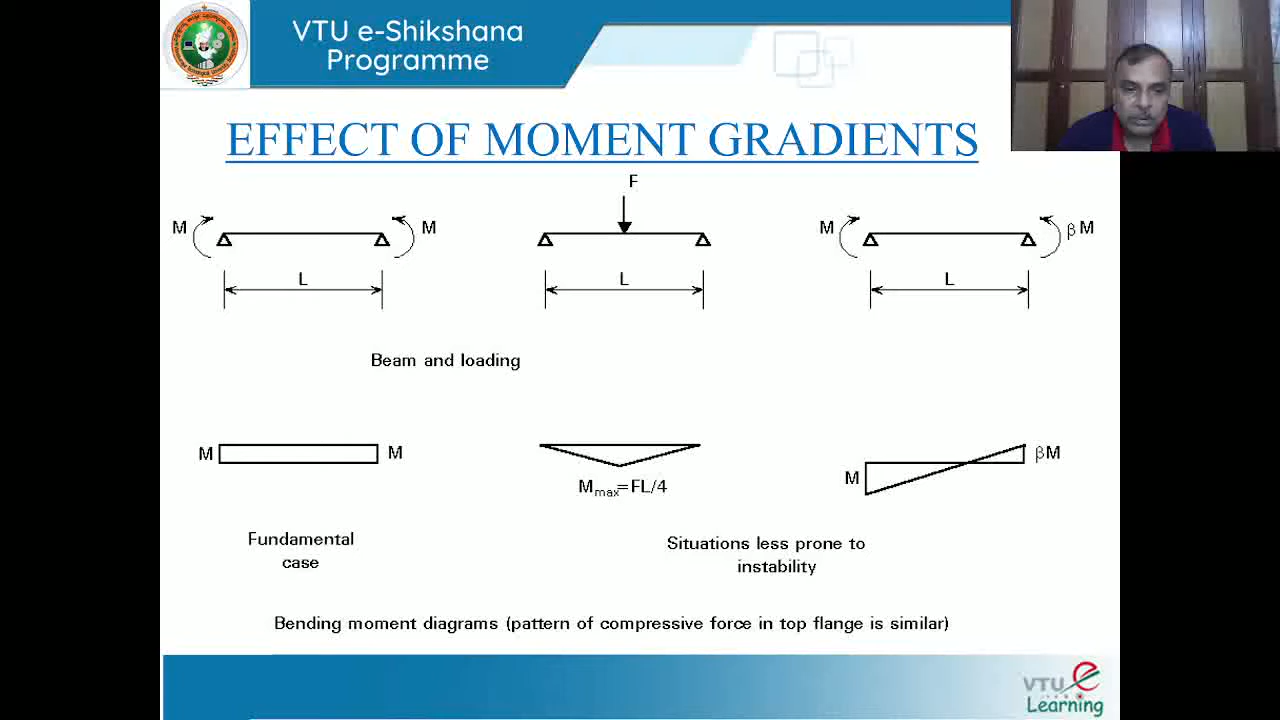 VTU e-Shikshana
Programme
EFFECT OF MOMENT GRADIENTS
F
M
M
M
βM
L
L
L
Beam and loading
M
M
Mmax=FL/4
M
βM
Fundamental
case
Situations less prone to
instability
Bending moment diagrams (pattern of compressive force in top flange is similar)
VTU e
Learning